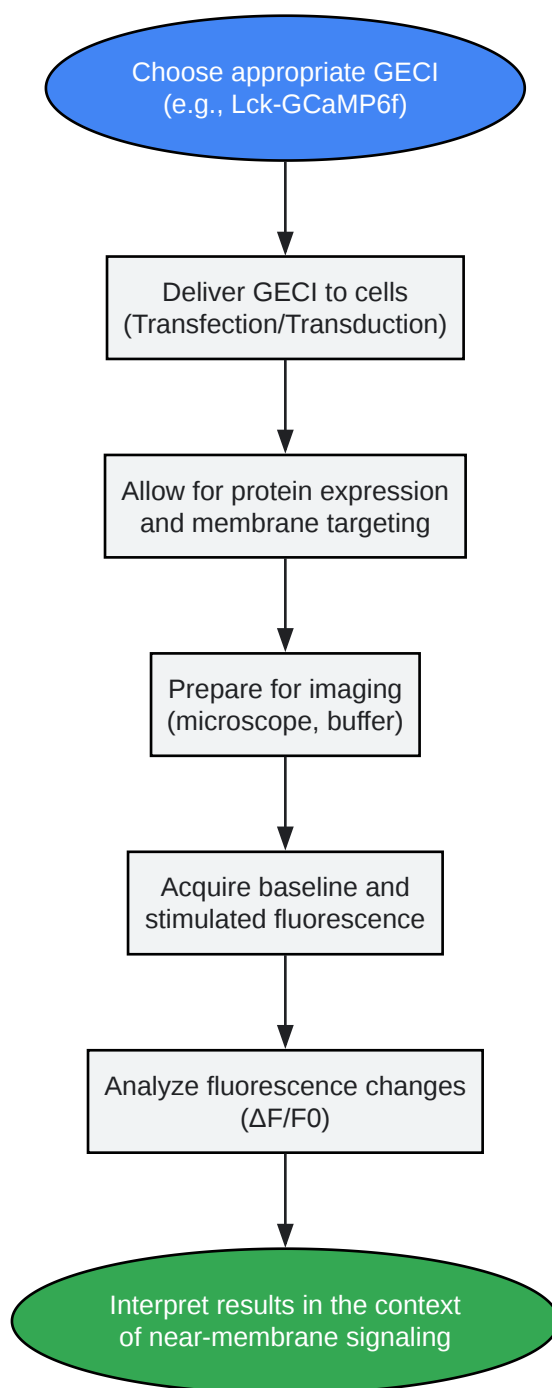 Choose appropriate GECI
(e.g., Lck-GCaMP6f)
Deliver GECI to cells
(Transfection/Transduction)
Allow for protein expression
and membrane targeting
Prepare for imaging
(microscope, buffer)
Acquire baseline and
stimulated fluorescence
Analyze fluorescence changes
(ΔF/F0)
Interpret results in the context
of near-membrane signaling